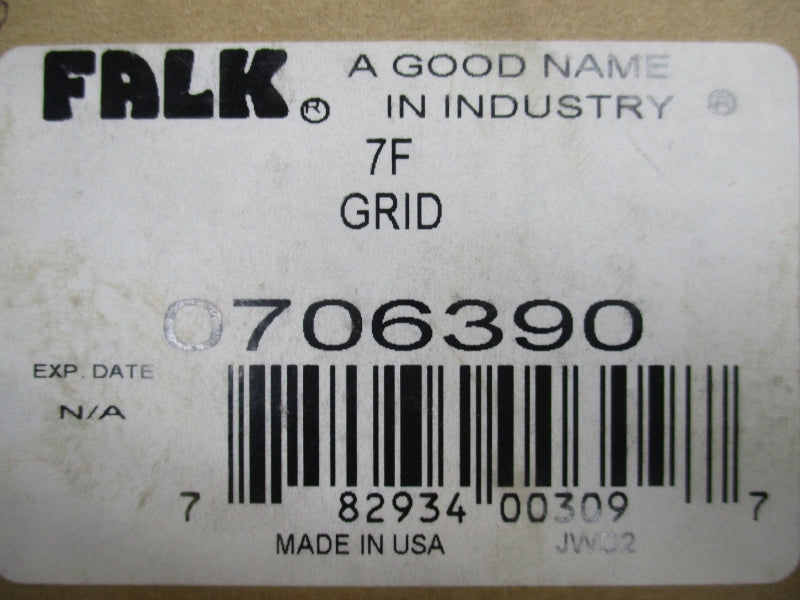 FALK® A GOOD NAME
IN INDUSTRY ®
7F
GRID
0706390
EXP. DATE
N/A
7 82934 00309 7
MADE IN USA JW02